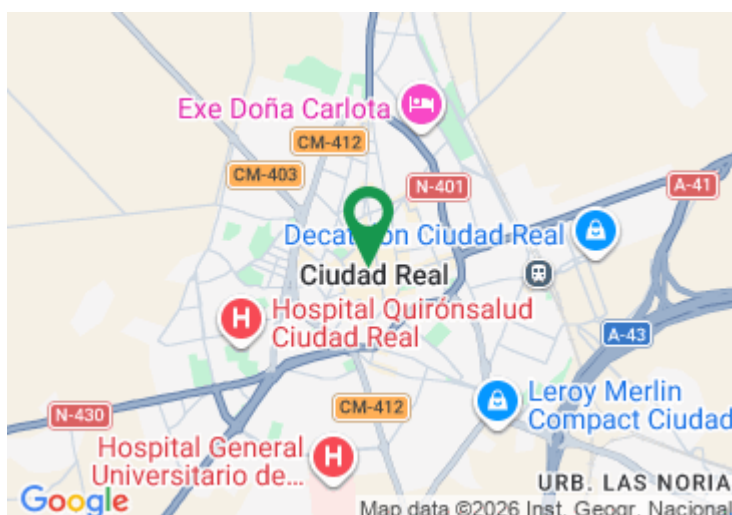 Exe Doña Carlota
CM-412
CM-403
N-401
A-41
Decathlon Ciudad Real
Ciudad Real
H
Hospital Quirónsalud
Ciudad Real
A-43
N-430
CM-412
Leroy Merlin
Compact Ciudad
Hospital General
Universitario de...
H
URB. LAS NORIA
Google
Map data ©2026 Inst. Geogr. Nacional